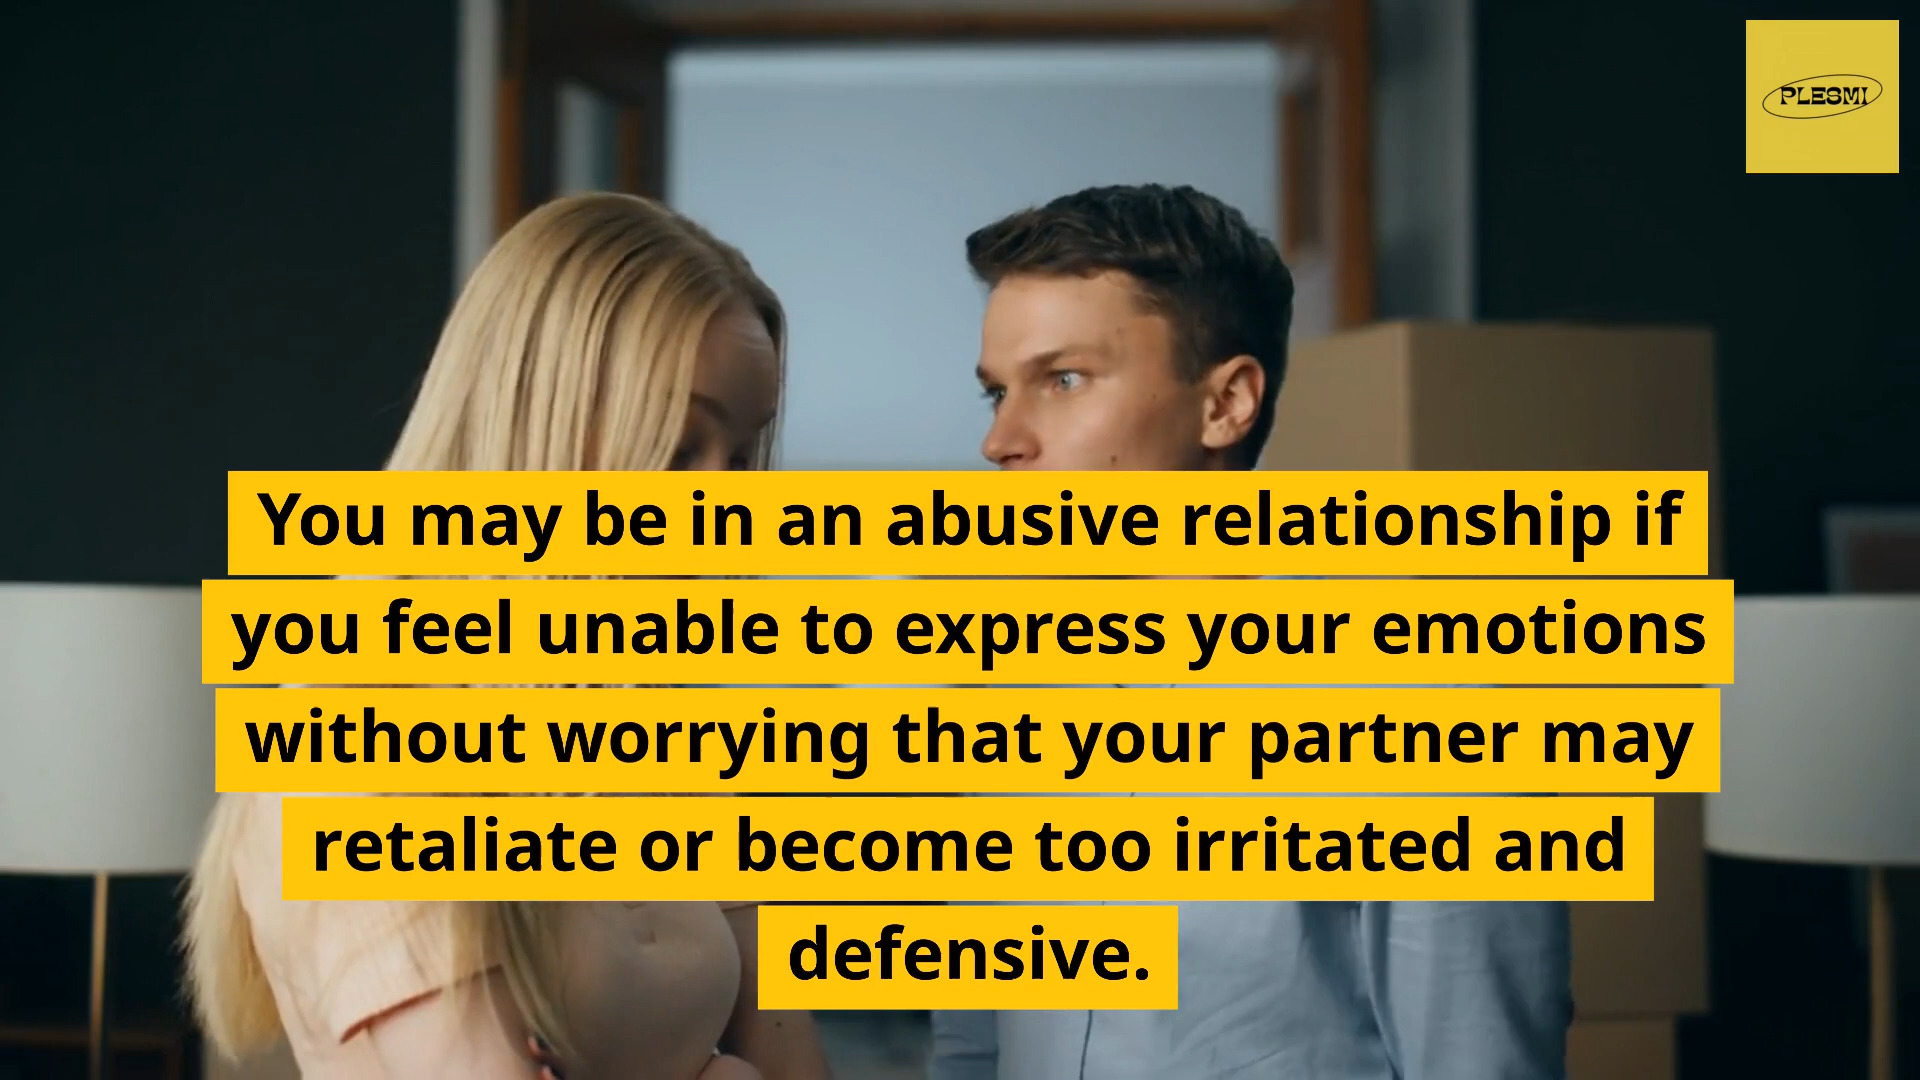 PLESMI
You may be in an abusive relationship if
you feel unable to express your emotions
without worrying that your partner may
retaliate or become too irritated and
defensive.